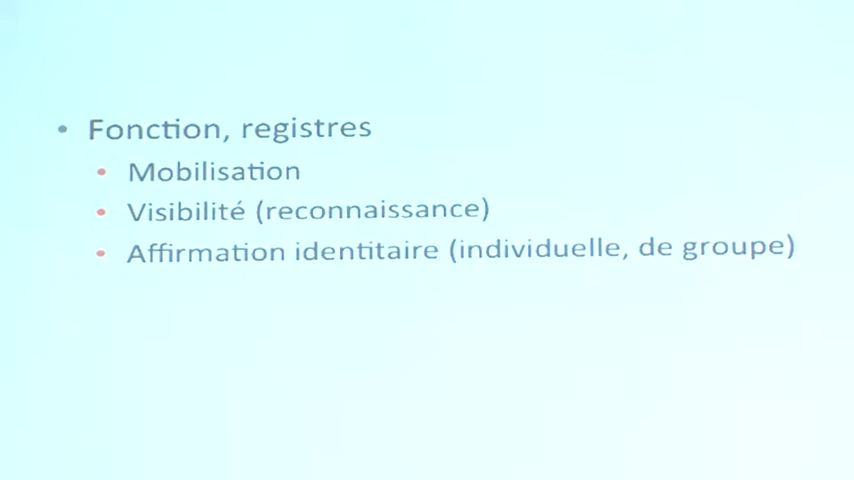 • Fonction, registres
• Mobilisation
• Visibilité (reconnaissance)
• Affirmation identitaire (individuelle, de groupe)